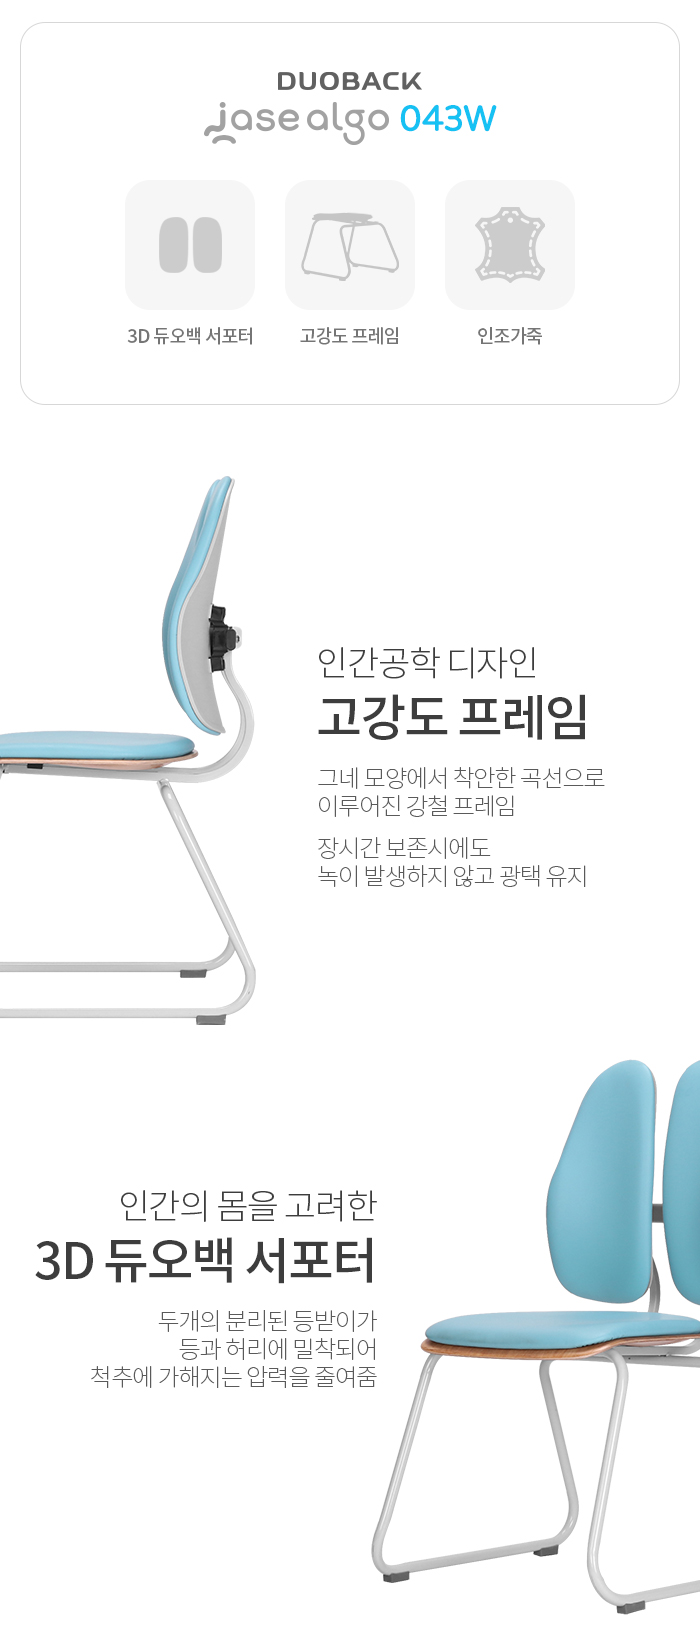 DUOBACK
jase algo 043W
3D 듀오백 서포터
고강도 프레임
인조가죽
인간공학 디자인
고강도 프레임
그네 모양에서 착안한 곡선으로
이루어진 강철 프레임
장시간 보존시에도
녹이 발생하지 않고 광택 유지
인간의 몸을 고려한
3D 듀오백 서포터
두개의 분리된 등받이가
등과 허리에 밀착되어
척추에 가해지는 압력을 줄여줌